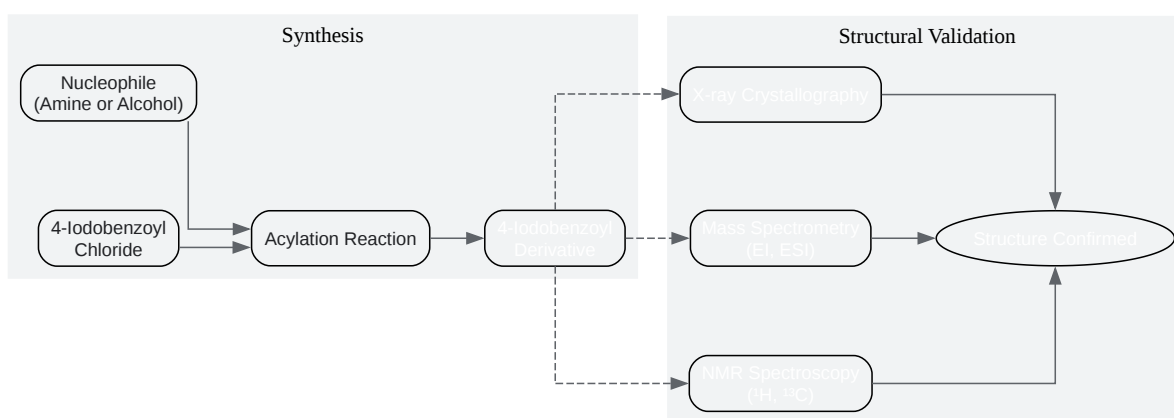 Synthesis
Structural Validation
Nucleophile
(Amine or Alcohol)
X-ray Crystallography
4-Iodobenzoyl
Chloride
Acylation Reaction
4-Iodobenzoyl
Derivative
Mass Spectrometry
(EI, ESI)
Structure Confirmed
NMR Spectroscopy
(¹H, ¹³C)